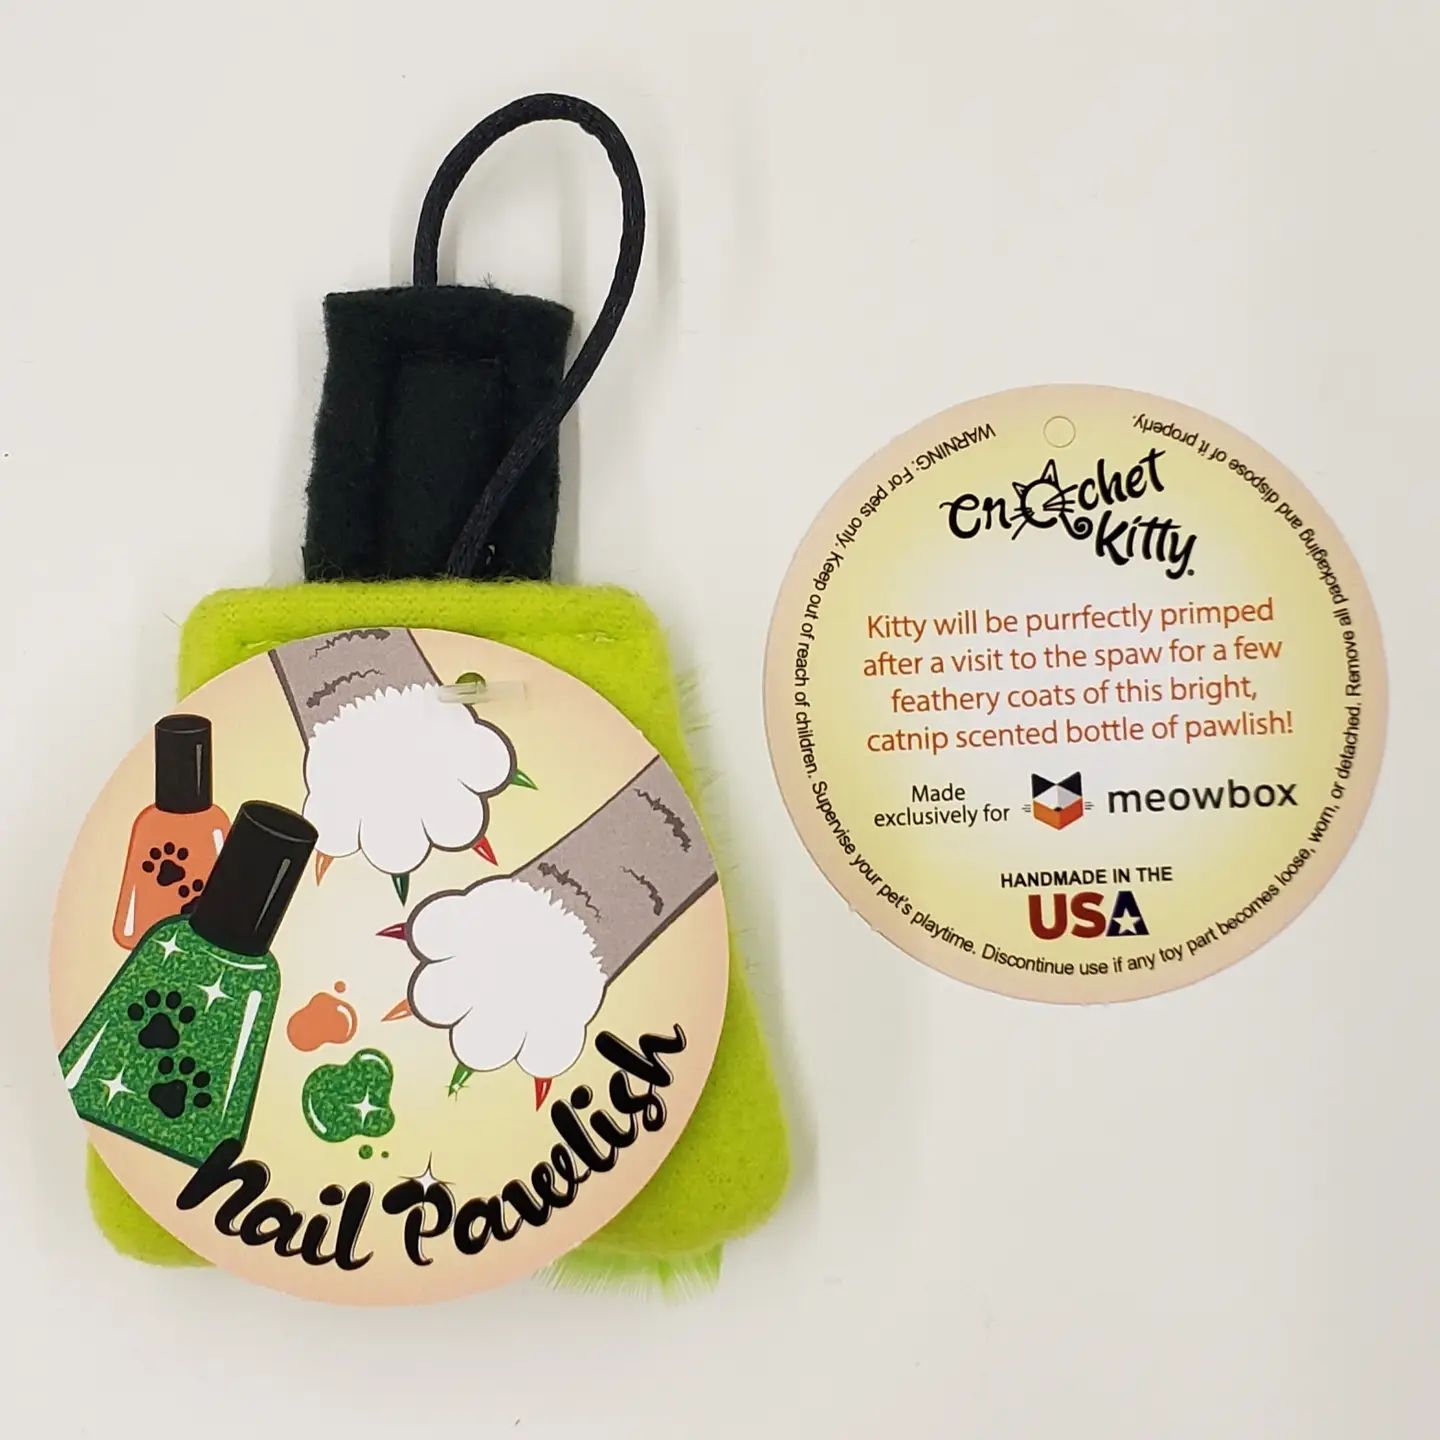 Nail Pawlish
WARNING: For pets only. Keep out of reach of children. Supervise your pet's playtime. Discontinue use if any toy part becomes loose, worn, or detached. Remove all packaging and dispose of it properly.
Crochet
Kitty
Kitty will be purrfectly primped
after a visit to the spaw for a few
feathery coats of this bright,
catnip scented bottle of pawlish!
Made
exclusively for
meowbox
HANDMADE IN THE
USA